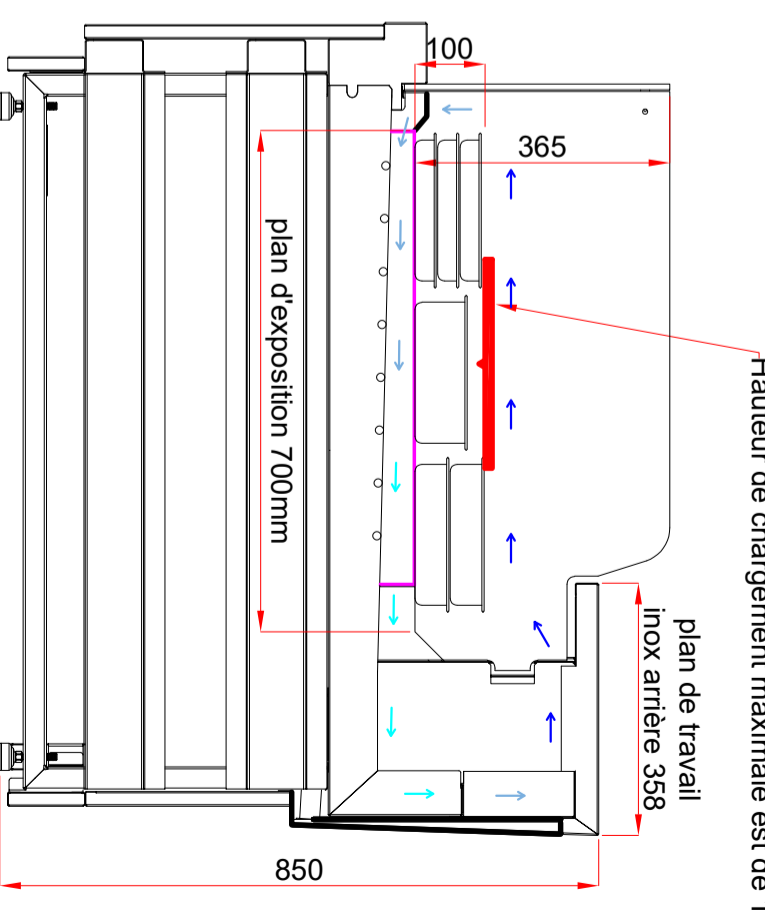 100
365
plan d'exposition 700mm
Hauteur de chargement maximale est de
plan de travail
inox arrière 358
850